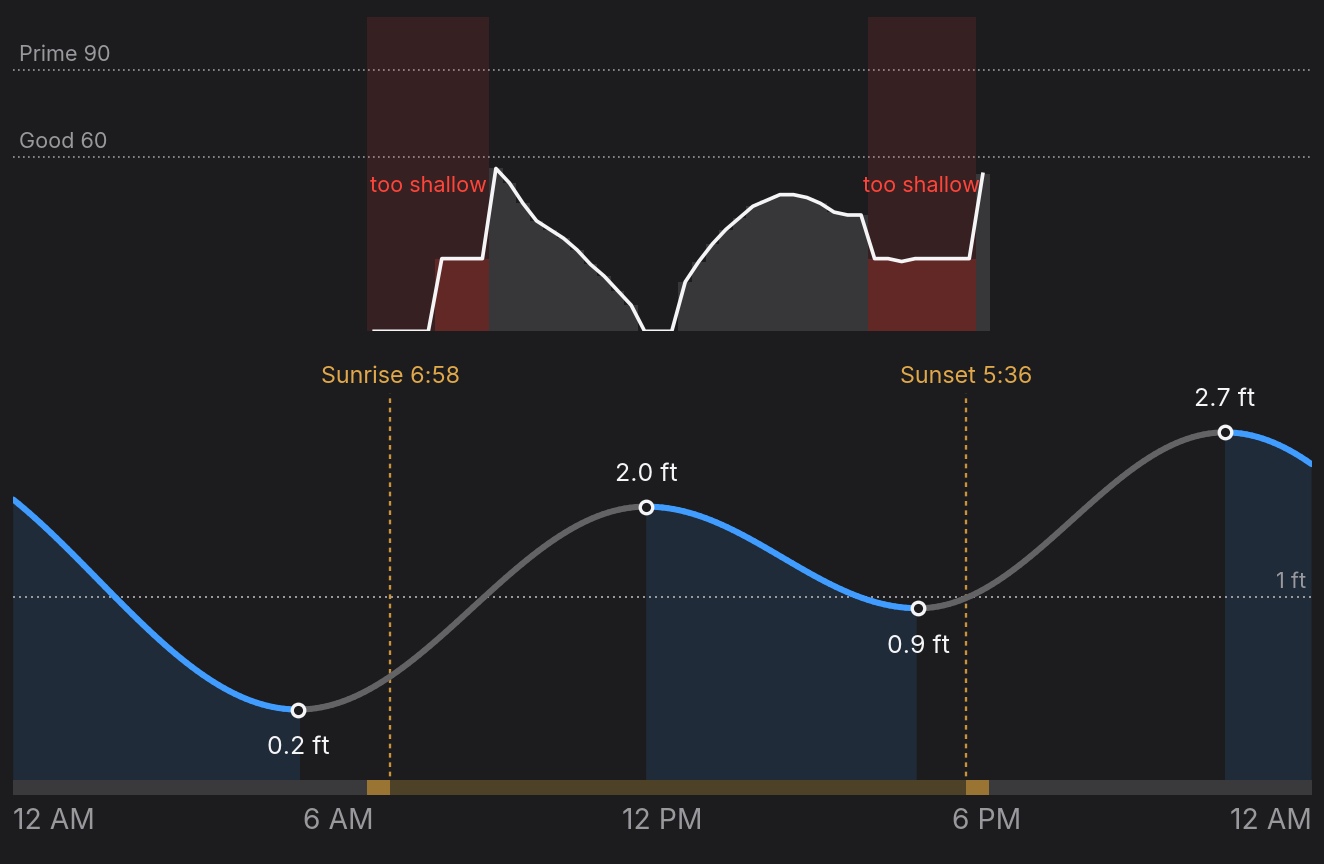 Prime 90
Good 60
too shallow
too shallow
Sunrise 6:58
Sunset 5:36
2.7 ft
2.0 ft
1 ft
0.9 ft
0.2 ft
12 AM
6 AM
12 PM
6 PM
12 AM